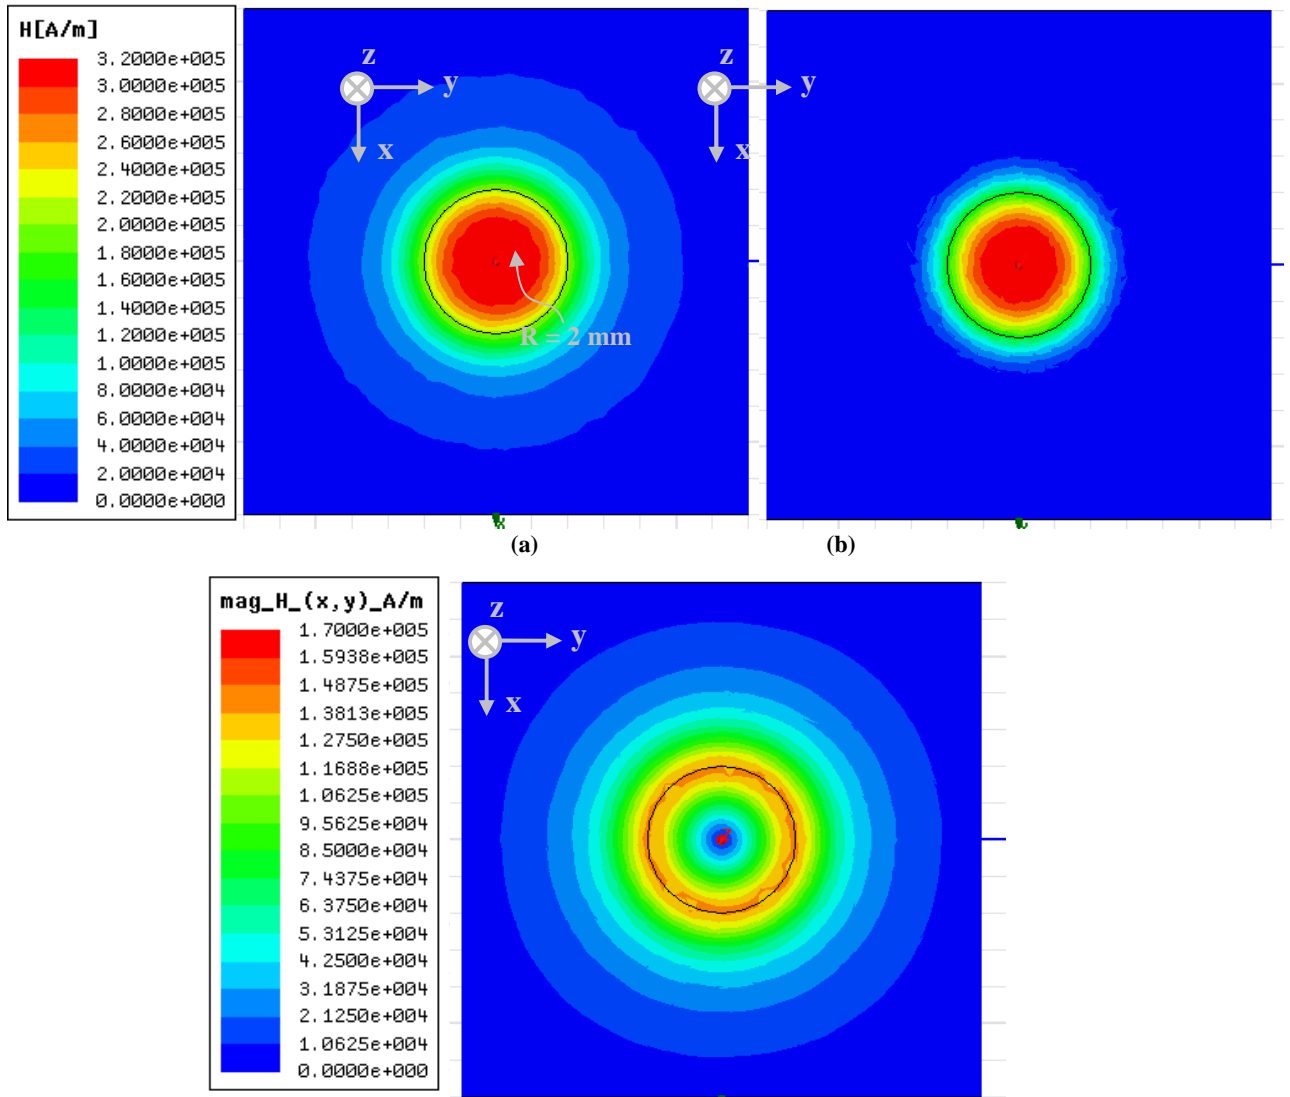 H[A/m]
3.2000e+005
3.0000e+005
2.8000e+005
2.6000e+005
2.4000e+005
2.2000e+005
2.0000e+005
1.8000e+005
1.6000e+005
1.4000e+005
1.2000e+005
1.0000e+005
8.0000e+004
6.0000e+004
4.0000e+004
2.0000e+004
0.0000e+000
z
y
x
R = 2 mm
z
y
x
(a)
(b)
mag_H_(x,y)_A/m
1.7000e+005
1.5938e+005
1.4875e+005
1.3813e+005
1.2750e+005
1.1688e+005
1.0625e+005
9.5625e+004
8.5000e+004
7.4375e+004
6.3750e+004
5.3125e+004
4.2500e+004
3.1875e+004
2.1250e+004
1.0625e+004
0.0000e+000
z
y
x